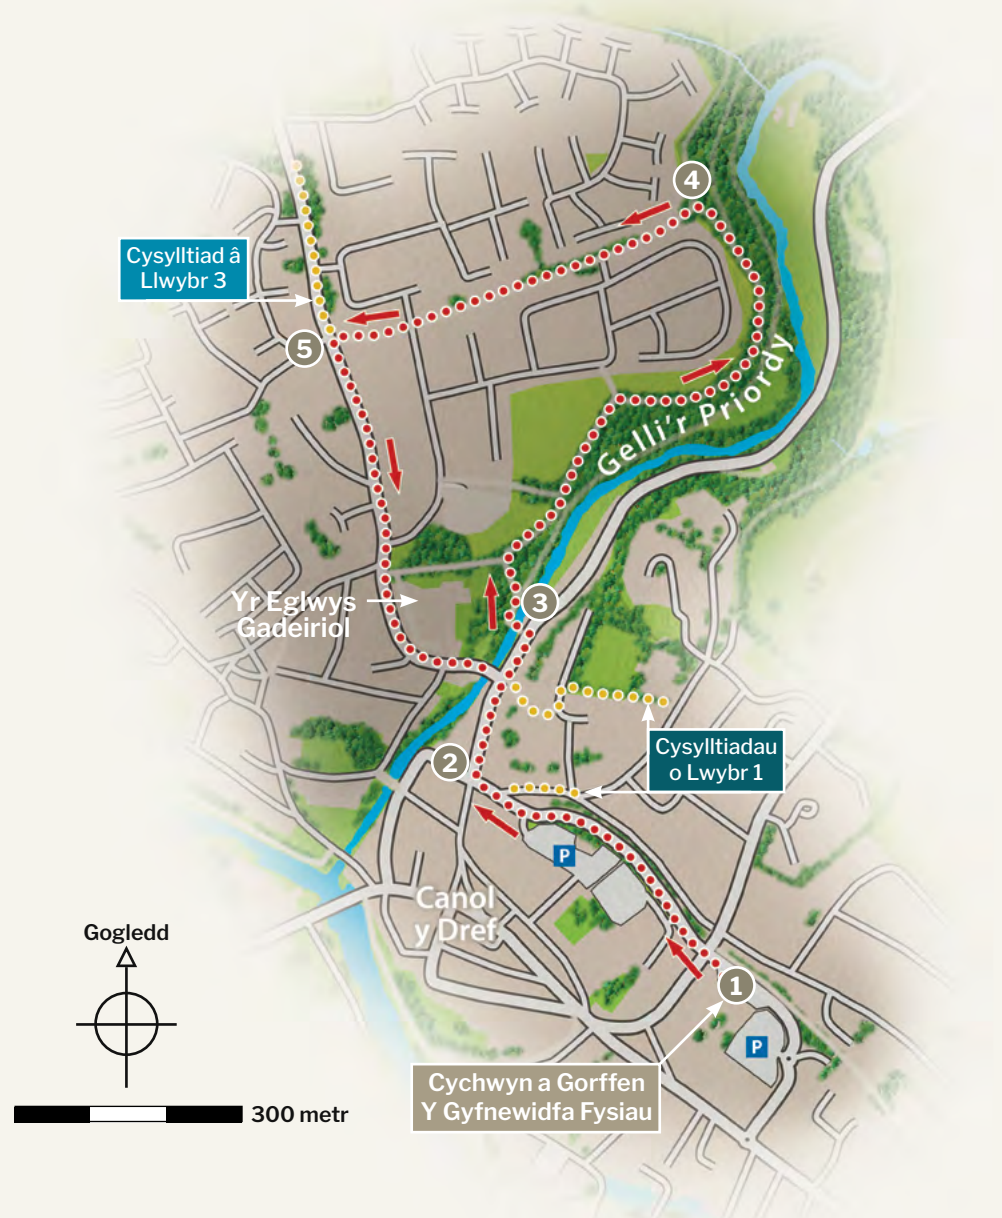 4
Cysylltiad â
Llwybr 3
5
Gelli'r Priordy
Yr Eglwys
Gadeiriol
3
Cysylltiadau
o Lwybr 1
2
P
Canol
y Dref
Gogledd
1
P
Cychwyn a Gorffen
Y Gyfnewidfa Fysiau
300 metr